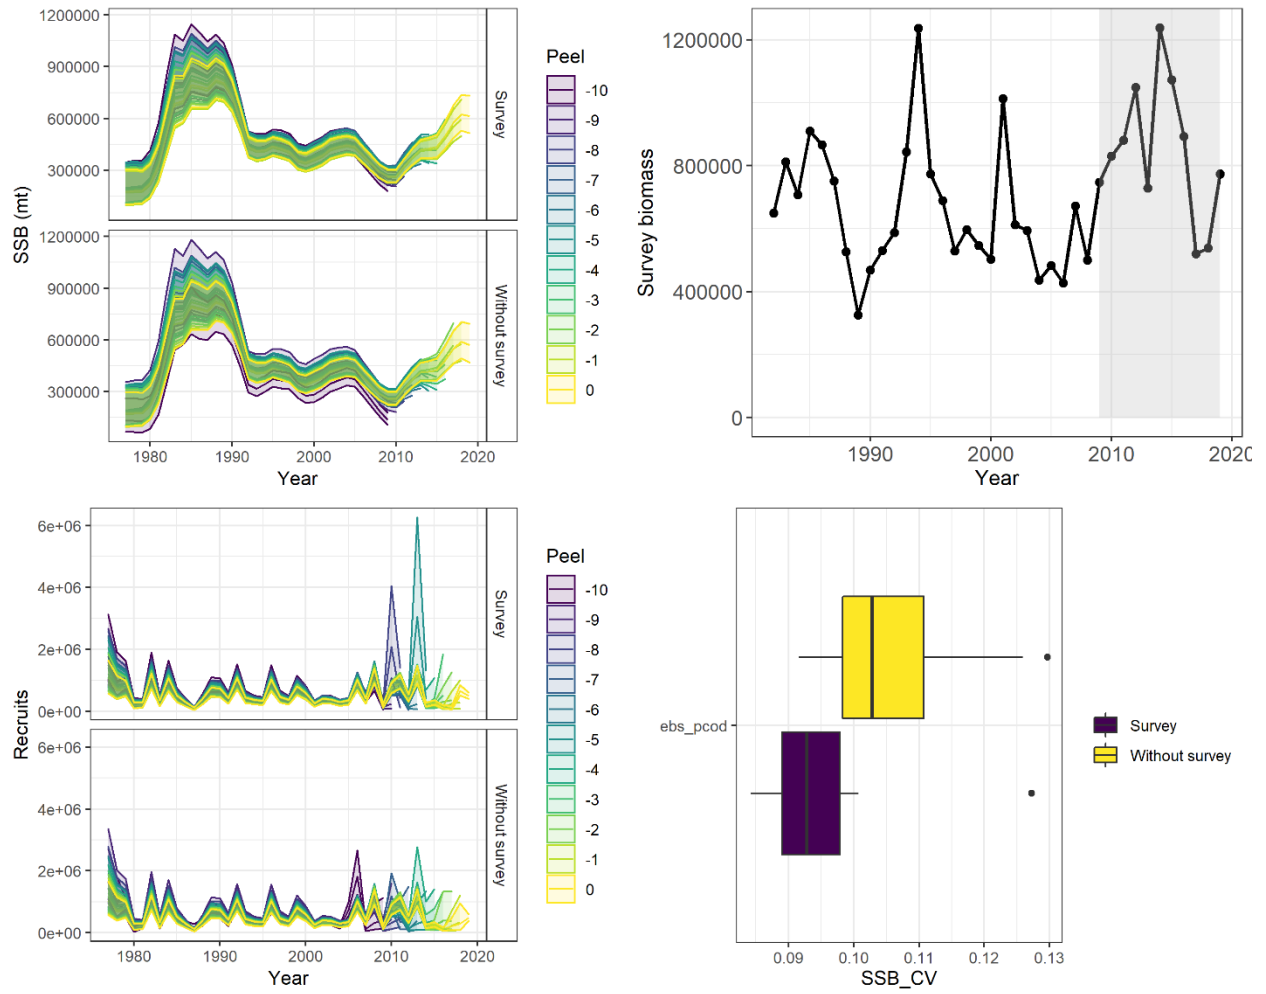 1200000
900000
600000
300000
Survey
1200000
900000
600000
300000
Without survey
SSB (mt)
1980
1990
2000
2010
2020
Year
Peel
-10
-9
-8
-7
-6
-5
-4
-3
-2
-1
0
1200000
800000
400000
0
Survey biomass
1990
2000
2010
2020
Year
6e+06
4e+06
2e+06
0e+00
Survey
6e+06
4e+06
2e+06
0e+00
Without survey
Recruits
1980
1990
2000
2010
2020
Year
Peel
-10
-9
-8
-7
-6
-5
-4
-3
-2
-1
0
ebs_pcod
0.09
0.10
0.11
0.12
0.13
SSB_CV
Survey
Without survey